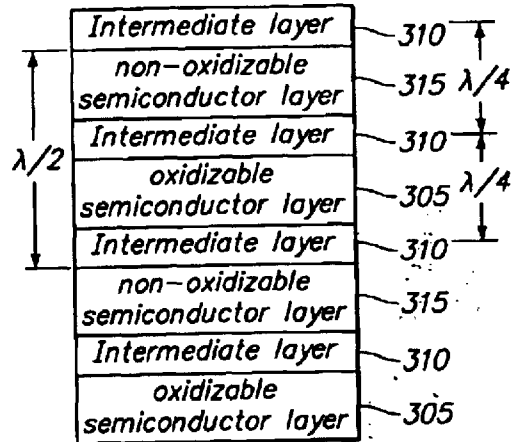 Intermediate layer 310
non-oxidizable
semiconductor layer 315 λ/4
Intermediate layer 310
λ/2
oxidizable
semiconductor layer 305 λ/4
Intermediate layer 310
non-oxidizable
semiconductor layer 315
Intermediate layer 310
oxidizable
semiconductor layer 305